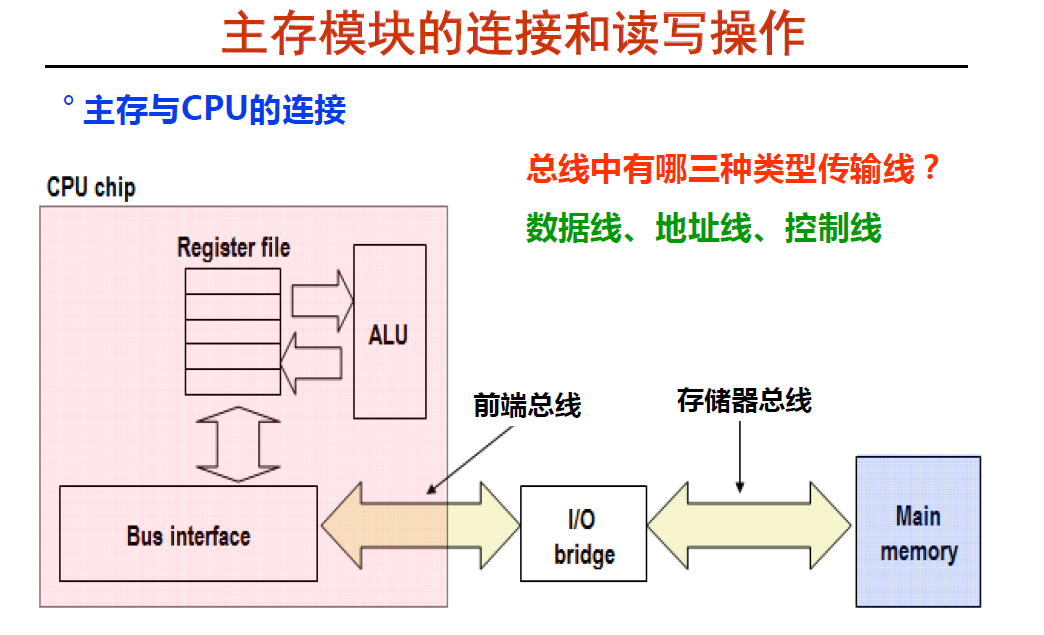 主存模块的连接和读写操作
° 主存与CPU的连接
总线中有哪三种类型传输线？
数据线、地址线、控制线
CPU chip
Register file
ALU
前端总线
存储器总线
Bus interface
I/O
bridge
Main
memory